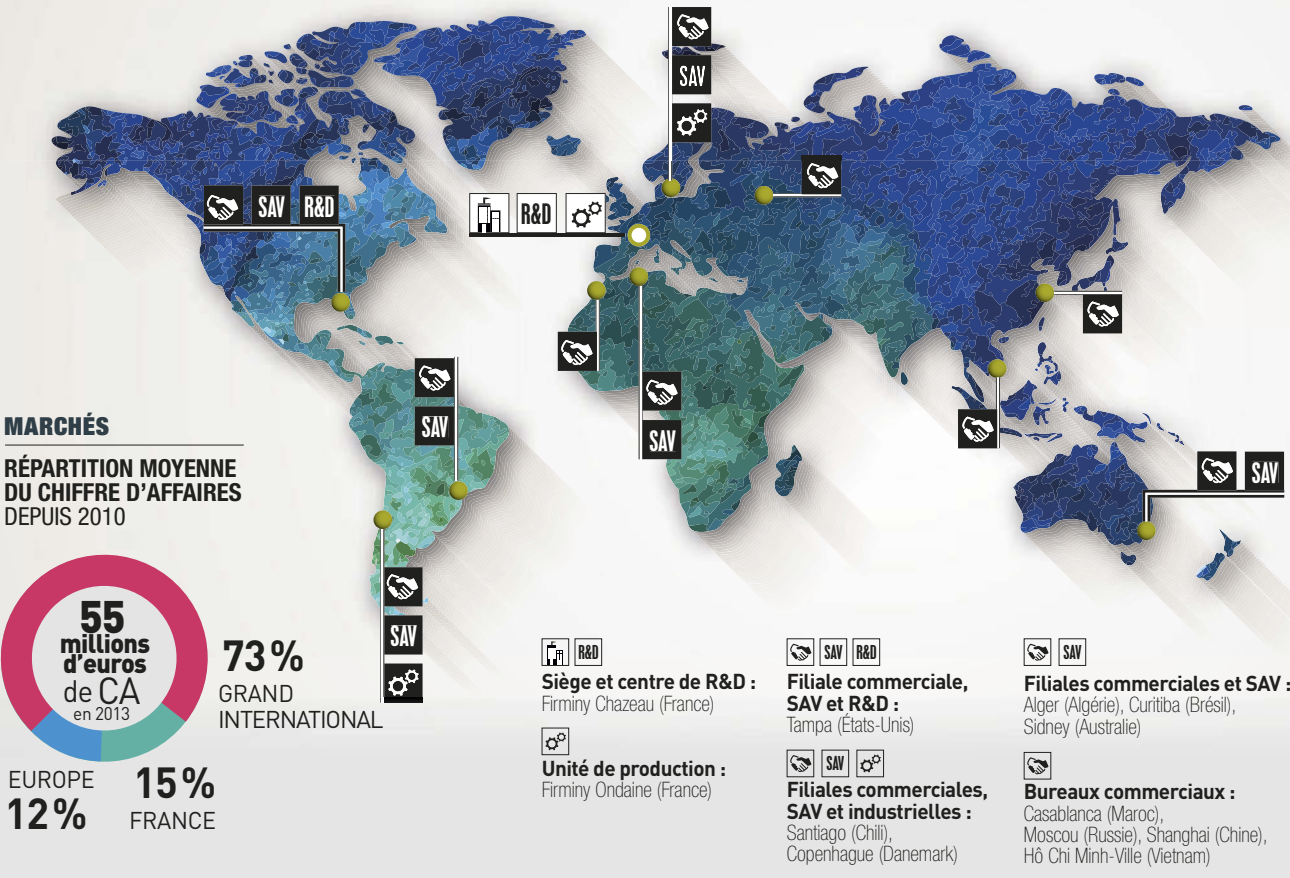 SAV
SAV
R&D
R&D
SAV
SAV
SAV
SAV
MARCHÉS
RÉPARTITION MOYENNE
DU CHIFFRE D'AFFAIRES
DEPUIS 2010
55
millions
d'euros
de CA
en 2013
73%
GRAND
INTERNATIONAL
EUROPE
12%
15%
FRANCE
R&D
Siège et centre de R&D :
Firminy Chazeau (France)
Unité de production :
Firminy Ondaine (France)
SAV R&D
Filiale commerciale,
SAV et R&D :
Tampa (États-Unis)
SAV
Filiales commerciales,
SAV et industrielles :
Santiago (Chili),
Copenhague (Danemark)
SAV
Filiales commerciales et SAV :
Alger (Algérie), Curitiba (Brésil),
Sidney (Australie)
Bureaux commerciaux :
Casablanca (Maroc),
Moscou (Russie), Shanghai (Chine),
Hô Chi Minh-Ville (Vietnam)